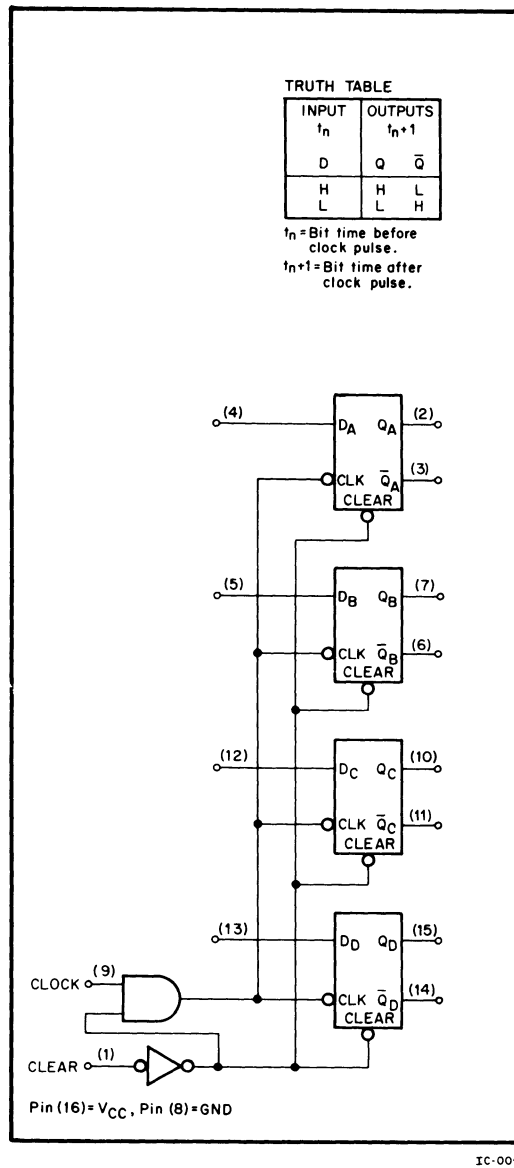 TRUTH TABLE
INPUT OUTPUTS
tn tn+1
D Q Q̅
H H L
L L H
tn = Bit time before
clock pulse.
tn+1 = Bit time after
clock pulse.
(4) DA QA (2)
CLK Q̅A (3)
CLEAR
(5) DB QB (7)
CLK Q̅B (6)
CLEAR
(12) DC QC (10)
CLK Q̅C (11)
CLEAR
(13) DD QD (15)
CLOCK (9) CLK Q̅D (14)
CLEAR
CLEAR (1)
Pin (16) = VCC, Pin (8) = GND